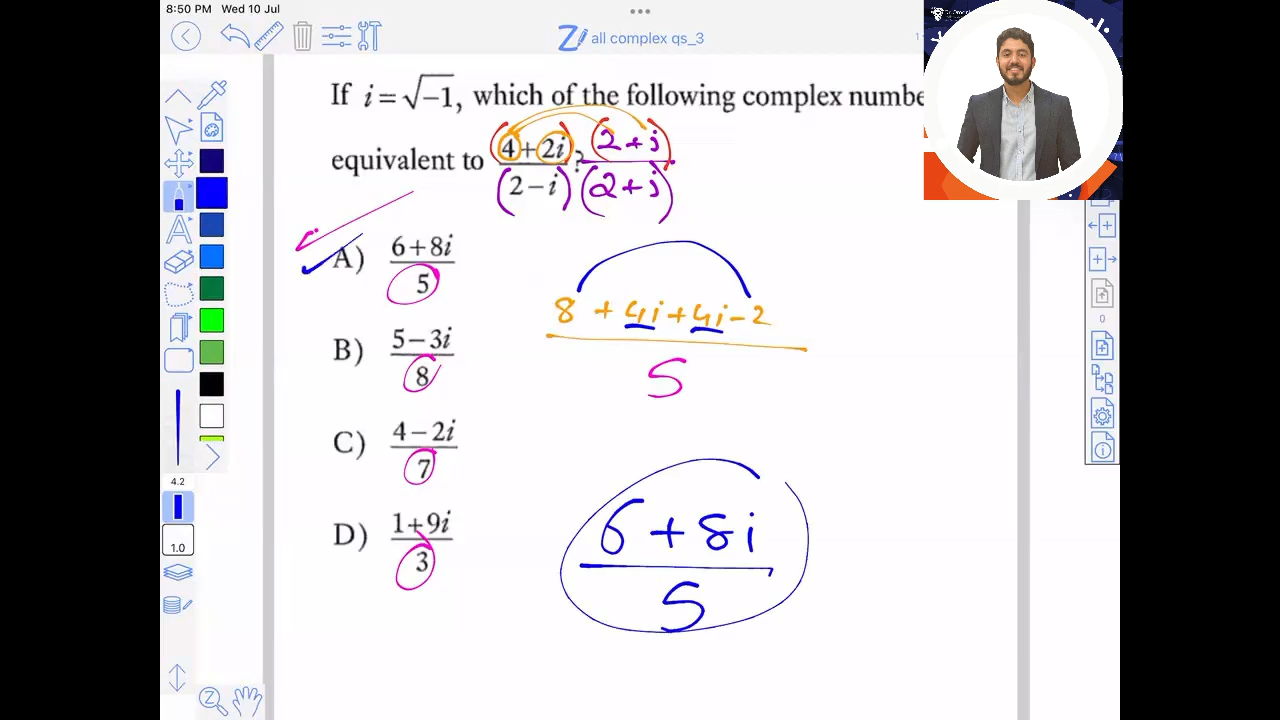 8:50 PM Wed 10 Jul
all complex qs_3
If i = √−1, which of the following complex numbe
equivalent to (4 + 2i)/(2 − i) ? (2 + i)/(2 + i)
A) (6 + 8i)/5
8 + 4i + 4i − 2
5
B) (5 − 3i)/8
C) (4 − 2i)/7
D) (1 + 9i)/3
6 + 8i
5
4.2
1.0
0